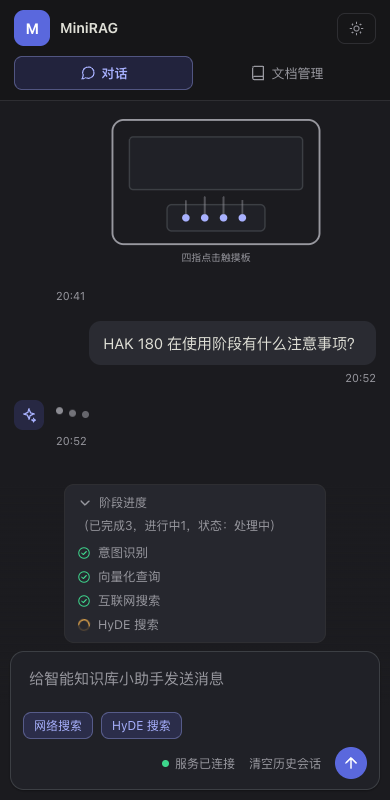 M MiniRAG
对话 文档管理
四指点击触摸板
20:41
HAK 180 在使用阶段有什么注意事项?
20:52
20:52
阶段进度
(已完成3, 进行中1, 状态: 处理中)
意图识别
向量化查询
互联网搜索
HyDE 搜索
给智能知识库小助手发送消息
网络搜索 HyDE 搜索
服务已连接 清空历史会话